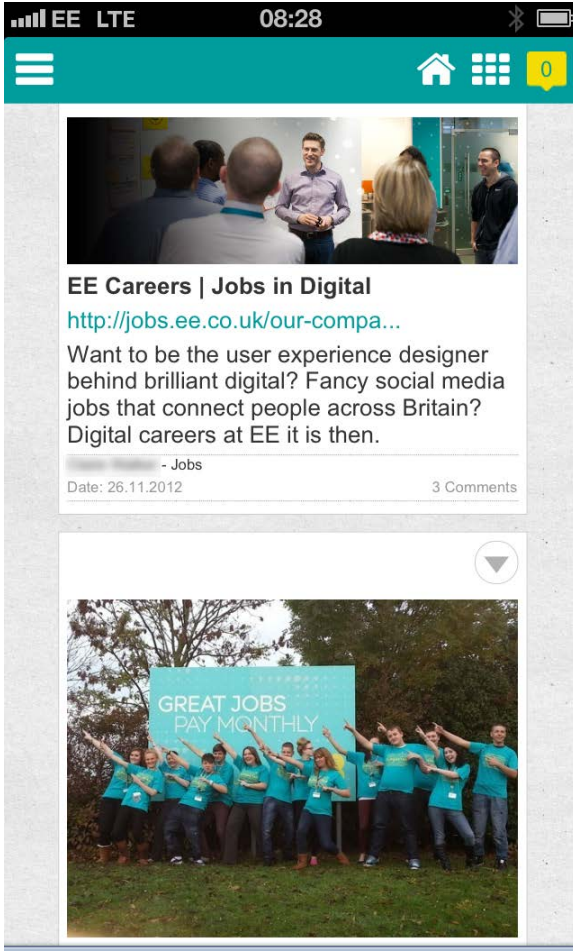 EE LTE 08:28
0
EE Careers | Jobs in Digital
http://jobs.ee.co.uk/our-compa...
Want to be the user experience designer
behind brilliant digital? Fancy social media
jobs that connect people across Britain?
Digital careers at EE it is then.
- Jobs
Date: 26.11.2012 3 Comments
GREAT JOBS
PAY MONTHLY